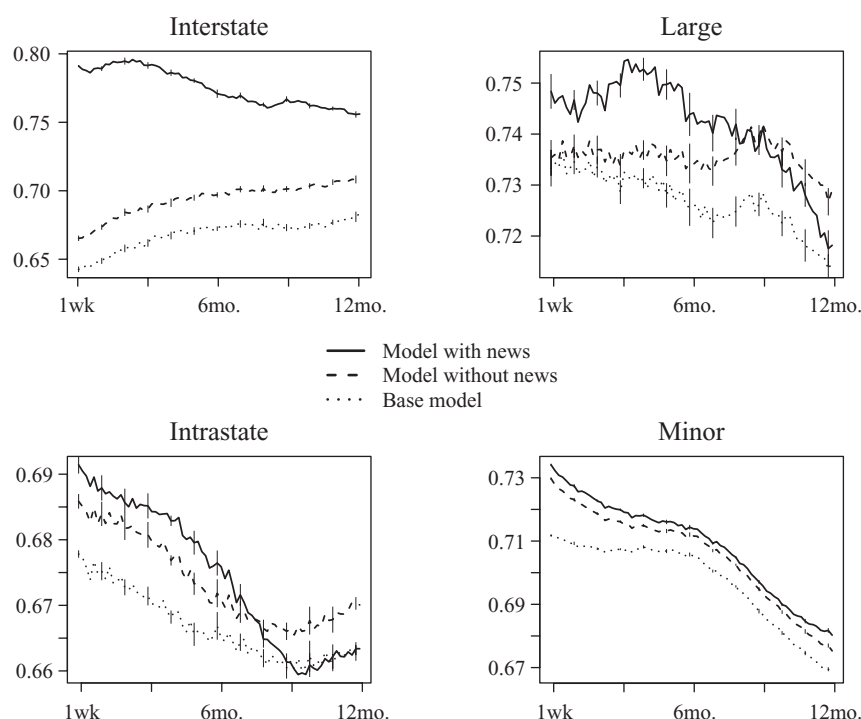 Interstate
0.80
0.75
0.70
0.65
1wk 6mo. 12mo.
Large
0.75
0.74
0.73
0.72
1wk 6mo. 12mo.
Model with news
Model without news
Base model
Intrastate
0.69
0.68
0.67
0.66
1wk 6mo. 12mo.
Minor
0.73
0.71
0.69
0.67
1wk 6mo. 12mo.